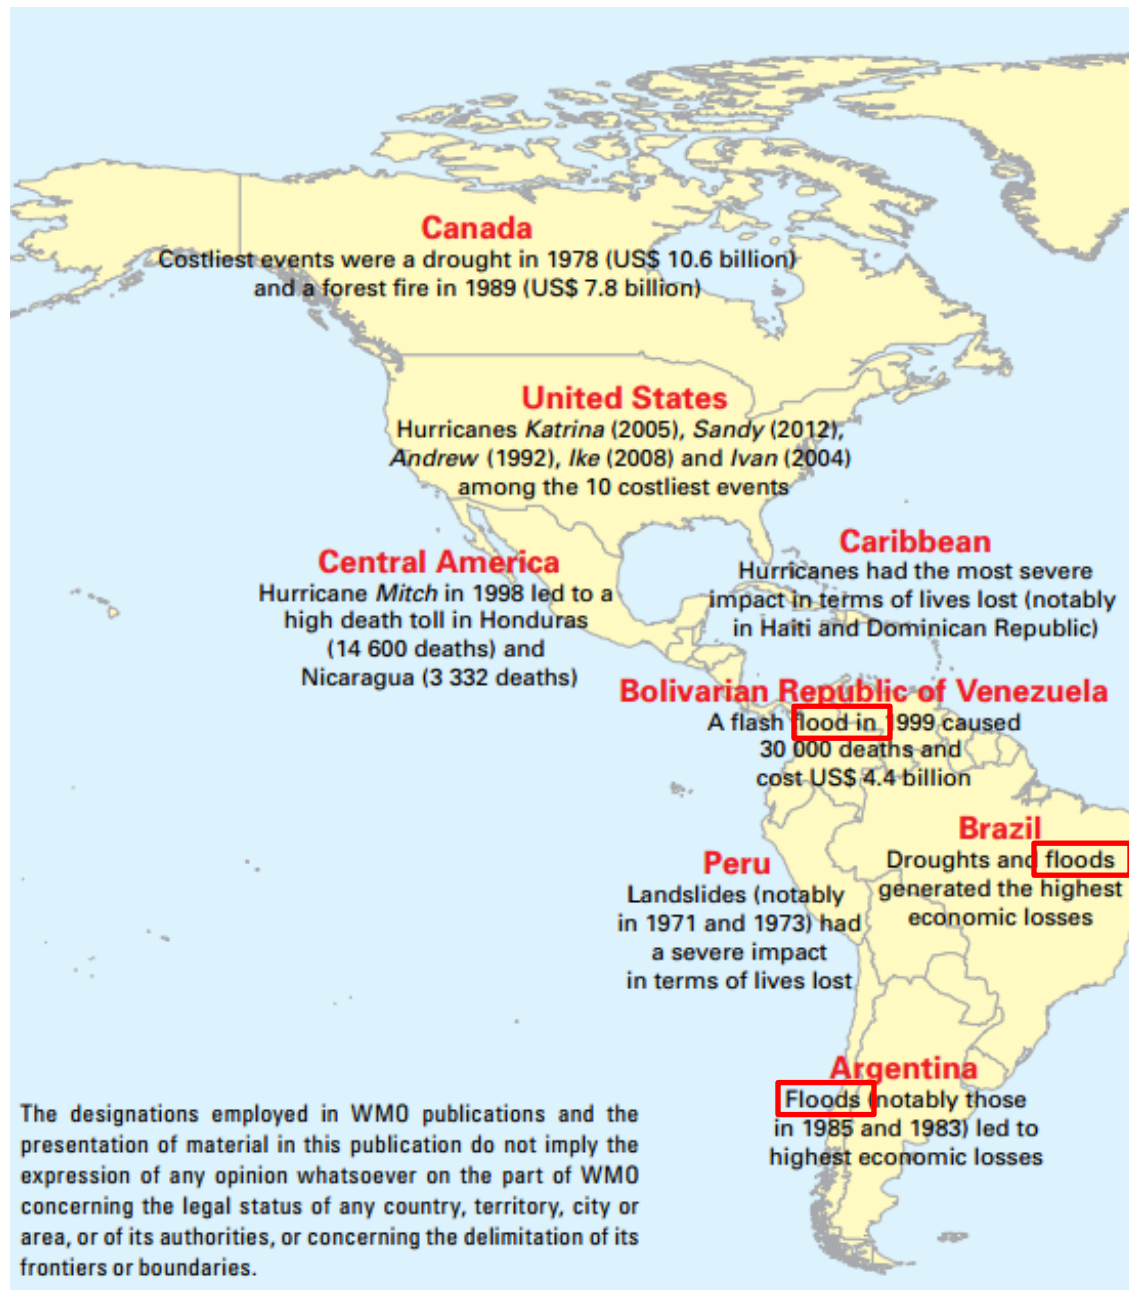 Canada
Costliest events were a drought in 1978 (US$ 10.6 billion)
and a forest fire in 1989 (US$ 7.8 billion)
United States
Hurricanes Katrina (2005), Sandy (2012),
Andrew (1992), Ike (2008) and Ivan (2004)
among the 10 costliest events
Central America
Hurricane Mitch in 1998 led to a
high death toll in Honduras
(14 600 deaths) and
Nicaragua (3 332 deaths)
Caribbean
Hurricanes had the most severe
impact in terms of lives lost (notably
in Haiti and Dominican Republic)
Bolivarian Republic of Venezuela
A flash flood in 1999 caused
30 000 deaths and
cost US$ 4.4 billion
Brazil
Droughts and floods
generated the highest
economic losses
Peru
Landslides (notably
in 1971 and 1973) had
a severe impact
in terms of lives lost
Argentina
Floods (notably those
in 1985 and 1983) led to
highest economic losses
The designations employed in WMO publications and the
presentation of material in this publication do not imply the
expression of any opinion whatsoever on the part of WMO
concerning the legal status of any country, territory, city or
area, or of its authorities, or concerning the delimitation of its
frontiers or boundaries.